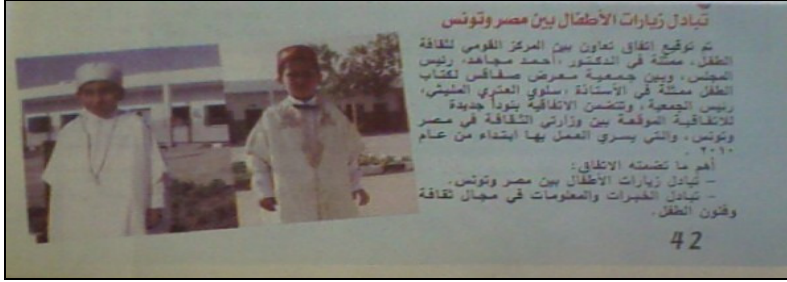 تبادل زيارات الأطفال بين مصر وتونس
تم توقيع اتفاق تعاون بين المركز القومي لثقافة
الطفل، ممثلة في الدكتور «أحمد مجاهد» رئيس
المجلس، وبين جمعية معرض صفاقس لكتاب
الطفل ممثلة في الأستاذة «سلوى العتري المليتي»
رئيس الجمعية، وتتضمن الاتفاقية بنوداً جديدة
للاتفاقية الموقعة بين وزارتي الثقافة في مصر
وتونس، والتي يسري العمل بها ابتداء من عام
٢٠١٠.
أهم ما تضمنه الاتفاق:
- تبادل زيارات الأطفال بين مصر وتونس.
- تبادل الخبرات والمعلومات في مجال ثقافة
وفنون الطفل.
42